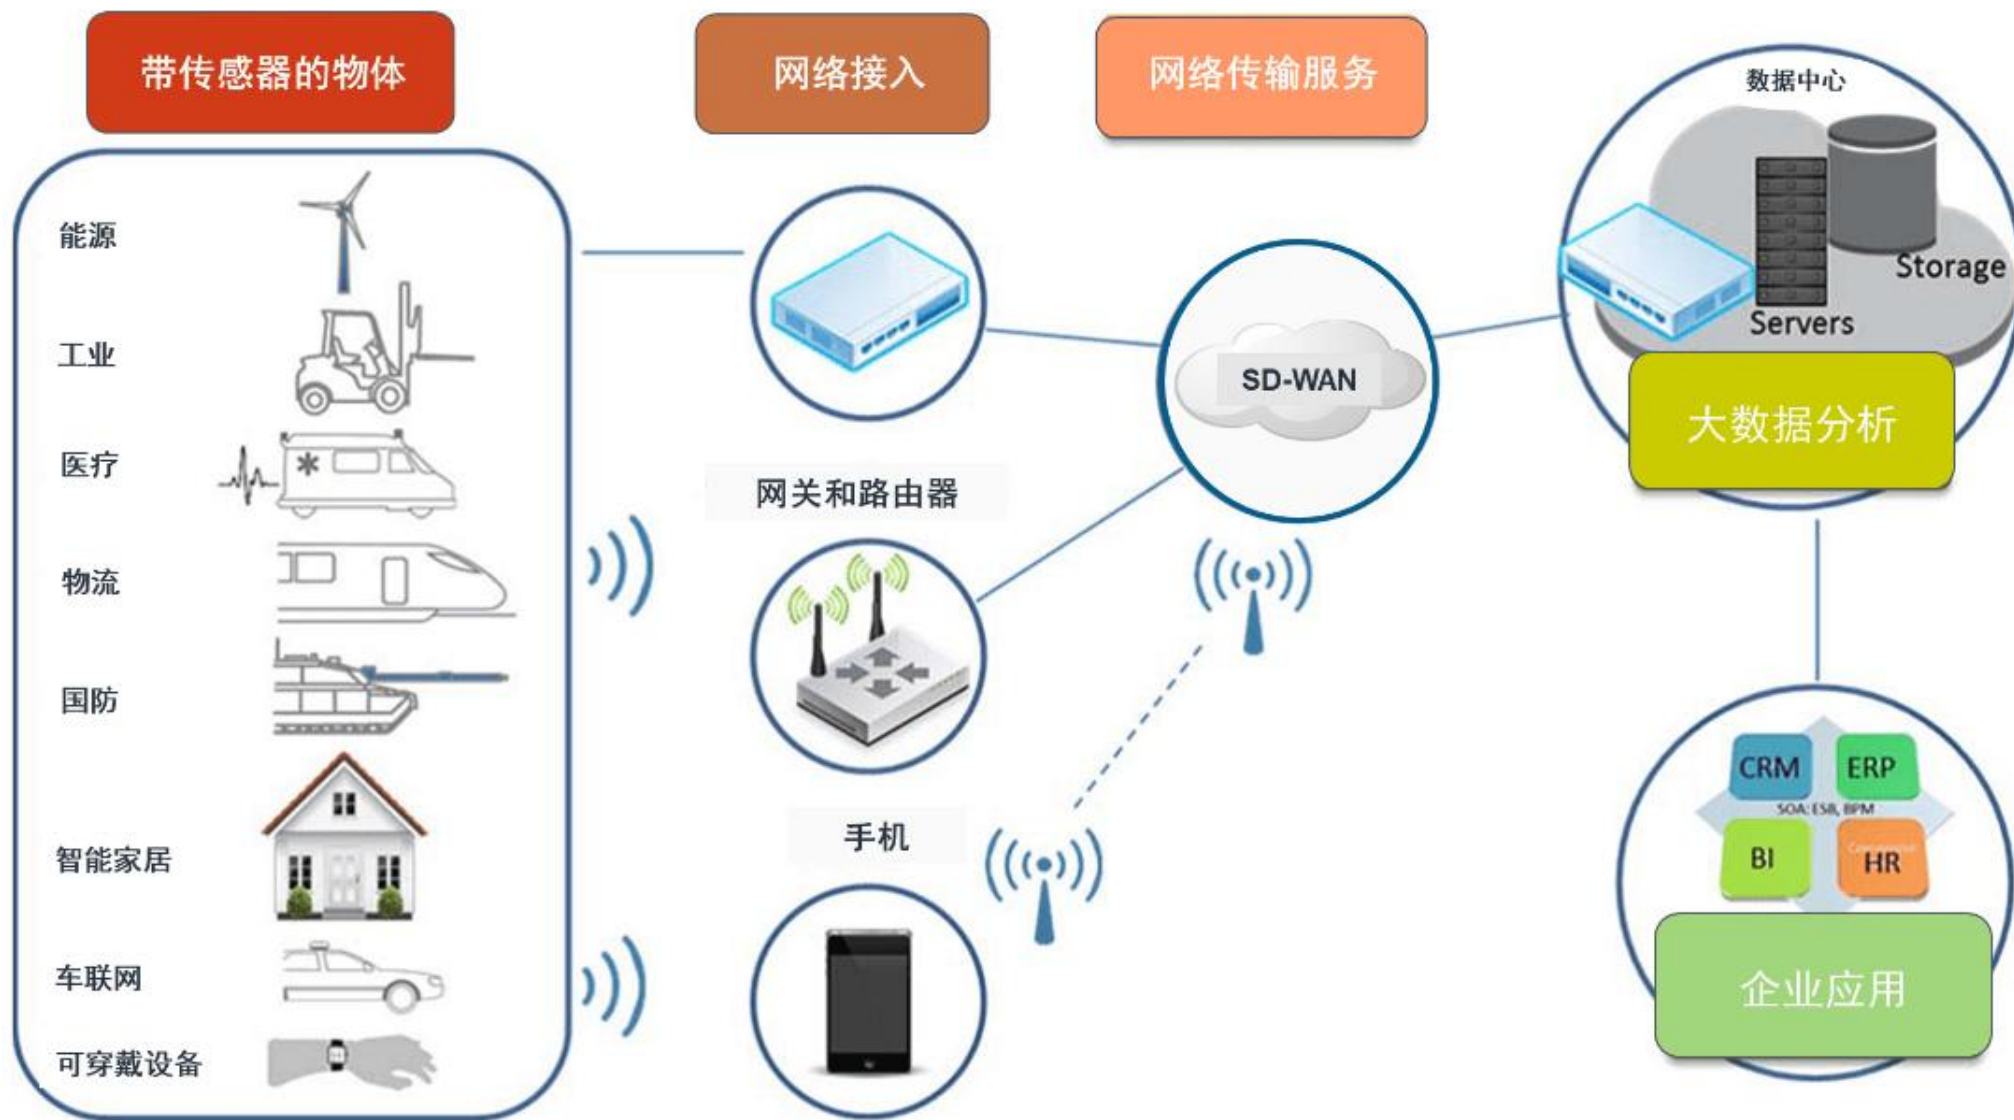 带传感器的物体
网络接入
网络传输服务
数据中心
能源
工业
医疗
物流
国防
智能家居
车联网
可穿戴设备
网关和路由器
手机
SD-WAN
Storage
Servers
大数据分析
CRM
ERP
SOA: ESB, BPM
BI
HR
企业应用